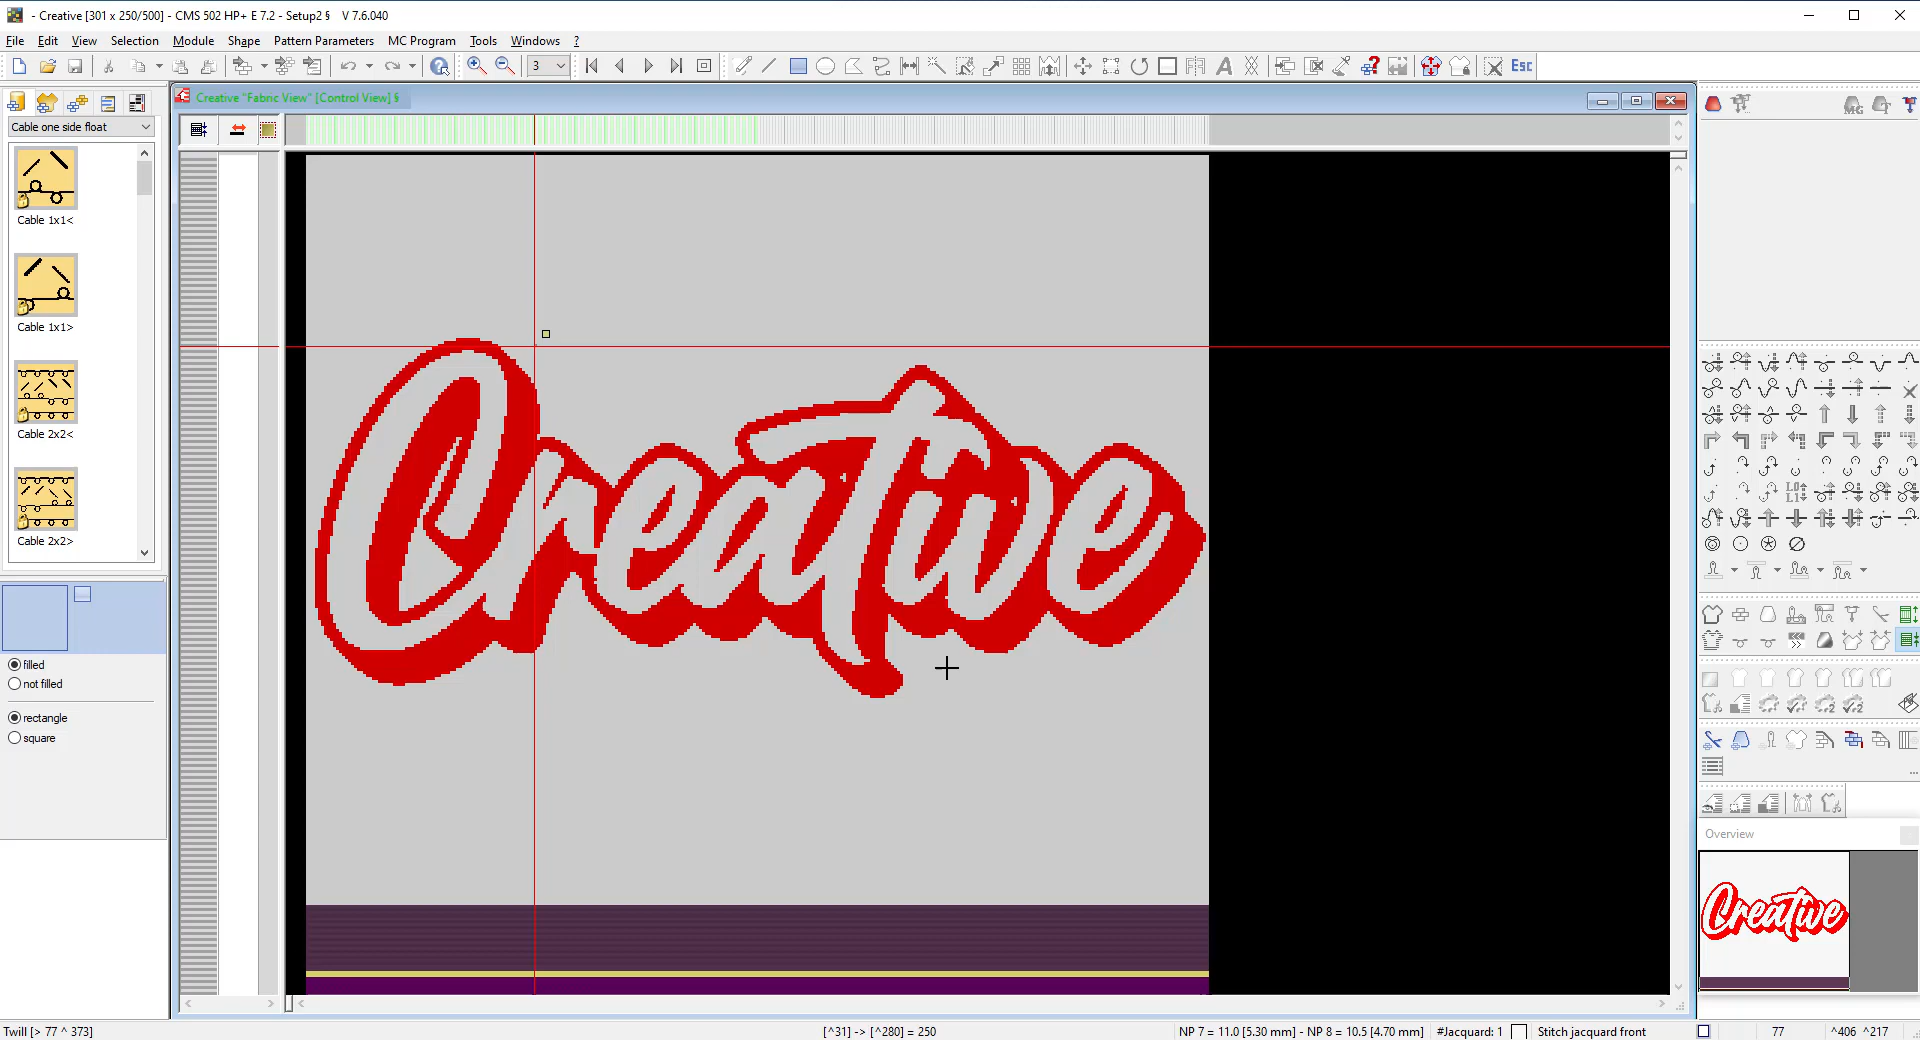 - Creative [301 x 250/500] - CMS 502 HP+ E 7.2 - Setup2 § V 7.6.040
File Edit View Selection Module Shape Pattern Parameters MC Program Tools Windows ?
3
Esc
Creative "Fabric View" [Control View] §
MG
Cable one side float
Cable 1x1<
Cable 1x1>
Cable 2x2<
Cable 2x2>
Creative
filled
not filled
rectangle
square
Overview
Creative
Twill [> 77 ^ 373]
[^31] -> [^280] = 250
NP 7 = 11.0 [5.30 mm] - NP 8 = 10.5 [4.70 mm]
#Jacquard: 1
Stitch jacquard front
77
^406 ^217